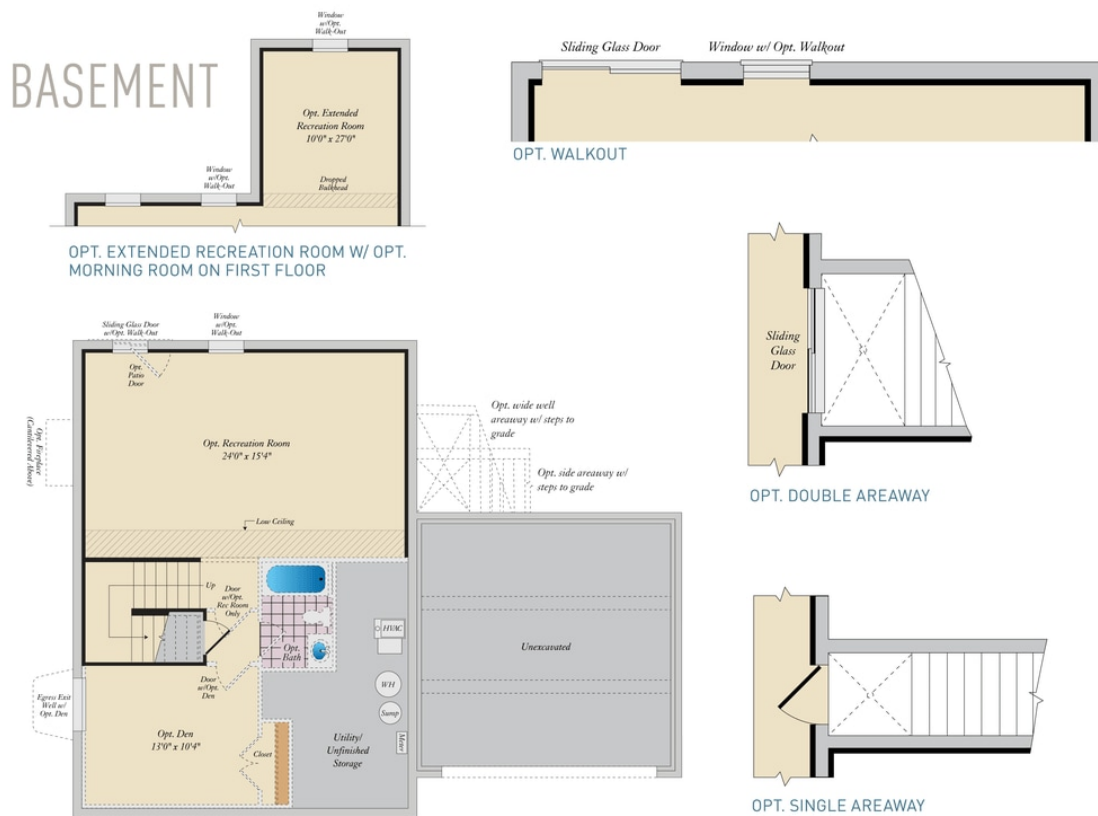 BASEMENT
Window
w/Opt.
Walk-Out
Opt. Extended
Recreation Room
10'0" x 27'0"
Window
w/Opt.
Walk-Out
Dropped
Bulkhead
OPT. EXTENDED RECREATION ROOM W/ OPT.
MORNING ROOM ON FIRST FLOOR
Sliding Glass Door
Window w/ Opt. Walkout
OPT. WALKOUT
Sliding
Glass
Door
OPT. DOUBLE AREAWAY
OPT. SINGLE AREAWAY
Sliding Glass Door
w/Opt. Walk-Out
Window
w/Opt.
Walk-Out
Opt.
Patio
Door
Opt. Fireplace
(Cantilevered Above)
Opt. Recreation Room
24'0" x 15'4"
Opt. wide well
areaway w/ steps to
grade
Opt. side areaway w/
steps to grade
Low Ceiling
Up
Door
w/Opt.
Rec Room
Only
Opt.
Bath
HVAC
Unexcavated
Door
w/Opt.
Den
Egress Exit
Well w/
Opt. Den
WH
Sump
Meter
Opt. Den
13'0" x 10'4"
Closet
Utility/
Unfinished
Storage